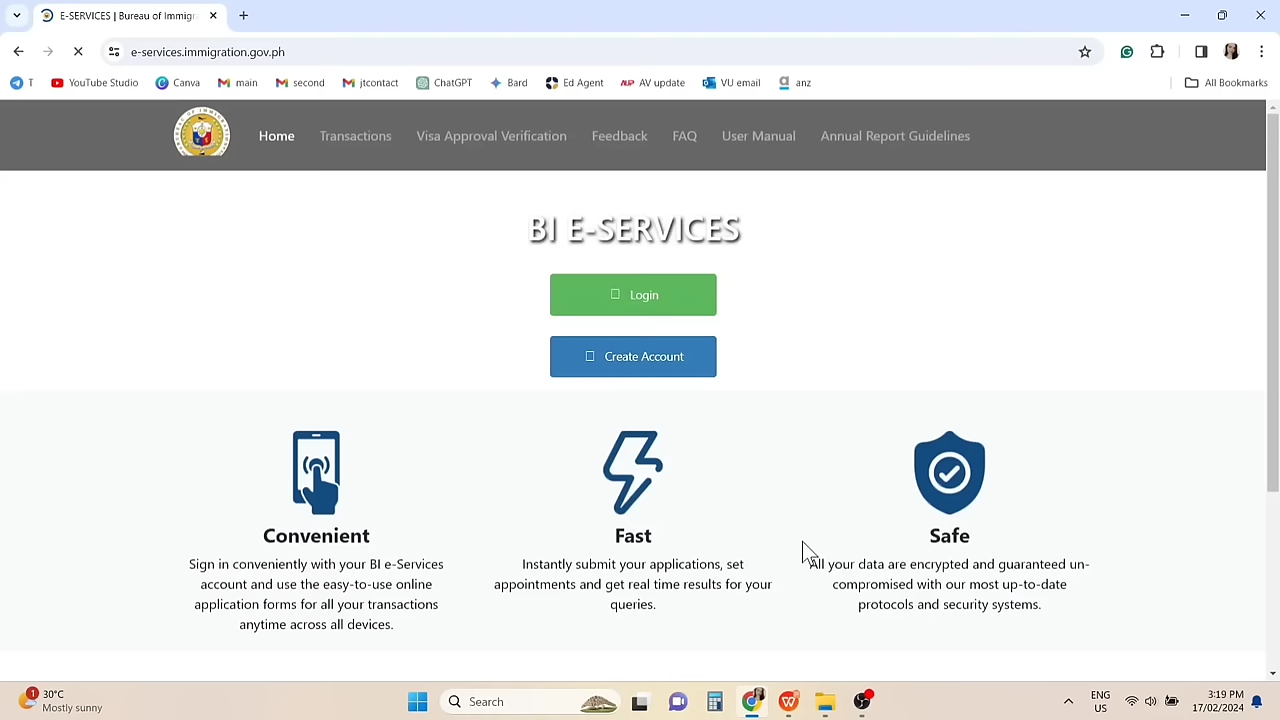 E-SERVICES | Bureau of Immigr
e-services.immigration.gov.ph
T YouTube Studio Canva main second jtcontact ChatGPT Bard Ed Agent AV update VU email anz All Bookmarks
Home Transactions Visa Approval Verification Feedback FAQ User Manual Annual Report Guidelines
BI E-SERVICES
Login
Create Account
Convenient
Sign in conveniently with your BI e-Services
account and use the easy-to-use online
application forms for all your transactions
anytime across all devices.
Fast
Instantly submit your applications, set
appointments and get real time results for your
queries.
Safe
All your data are encrypted and guaranteed un-
compromised with our most up-to-date
protocols and security systems.
1
30°C
Mostly sunny
Search
ENG
US
3:19 PM
17/02/2024